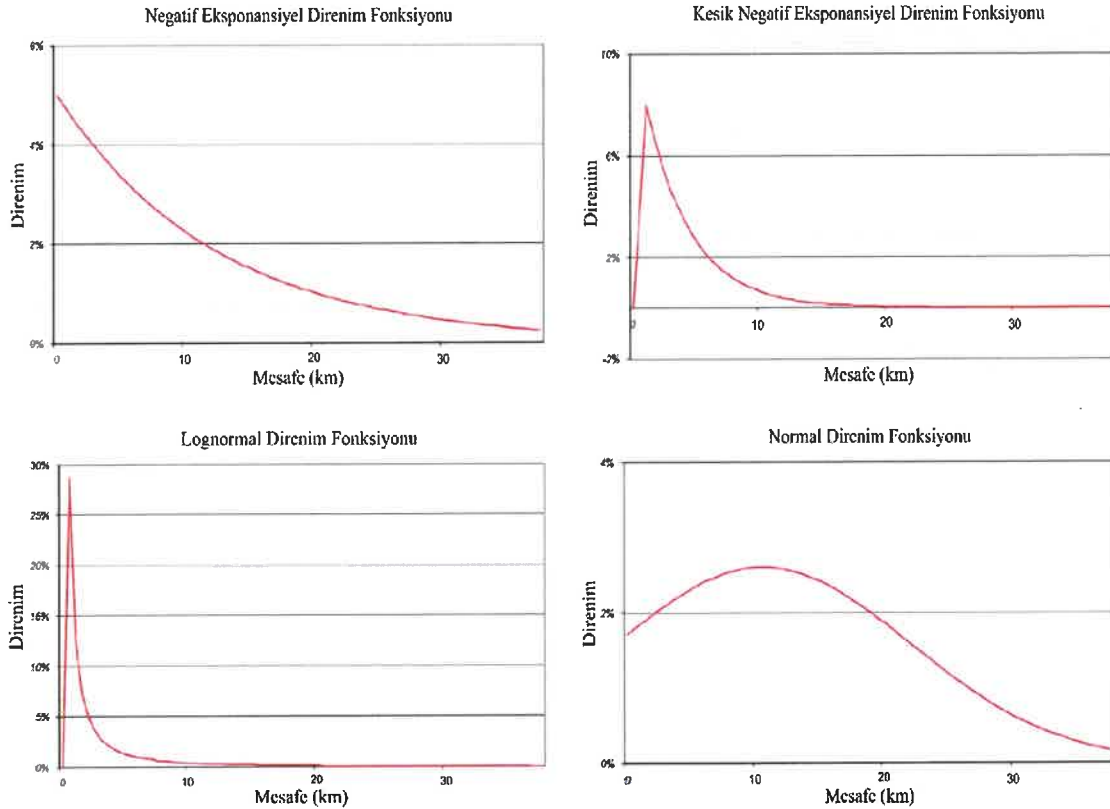 Negatif Eksponansiyel Direnim Fonksiyonu
6%
4%
2%
0%
Direnim
0 10 20 30
Mesafe (km)
Kesik Negatif Eksponansiyel Direnim Fonksiyonu
10%
6%
2%
-2%
Direnim
0 10 20 30
Mesafe (km)
Lognormal Direnim Fonksiyonu
30%
25%
20%
15%
10%
5%
0%
Direnim
0 10 20 30
Mesafe (km)
Normal Direnim Fonksiyonu
4%
2%
0%
Direnim
0 10 20 30
Mesafe (km)